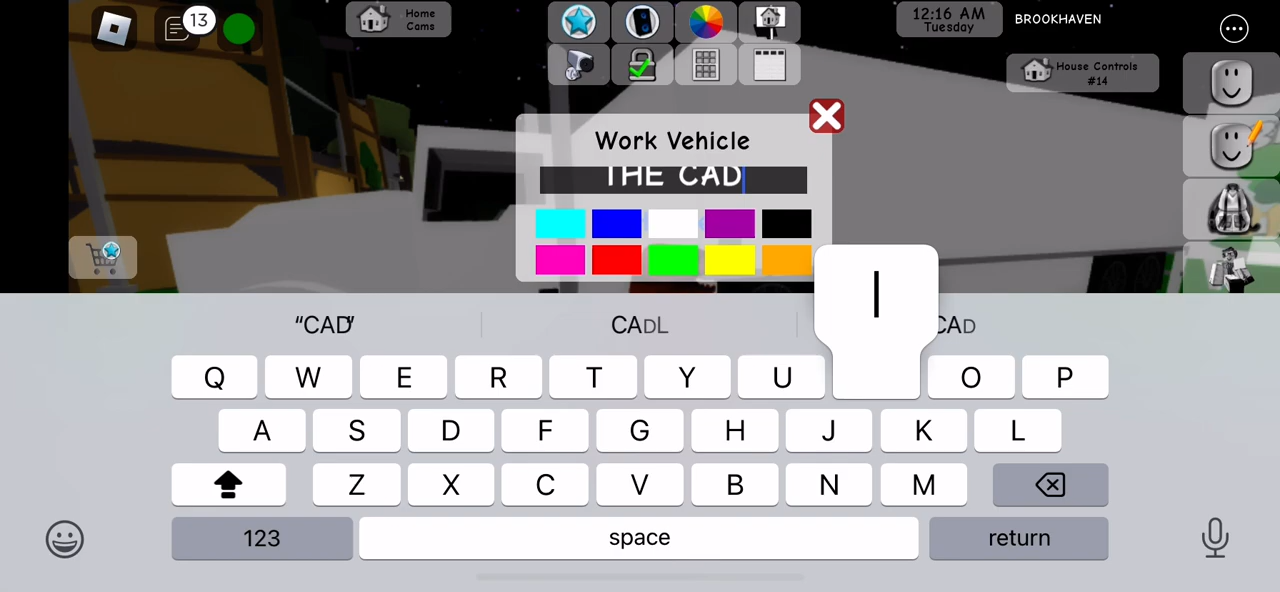 13
Home
Cams
12:16 AM
Tuesday
BROOKHAVEN
House Controls
#14
Work Vehicle
THE CAD
“CAD” CADL CAD
I
Q W E R T Y U O P
A S D F G H J K L
Z X C V B N M
123 space return